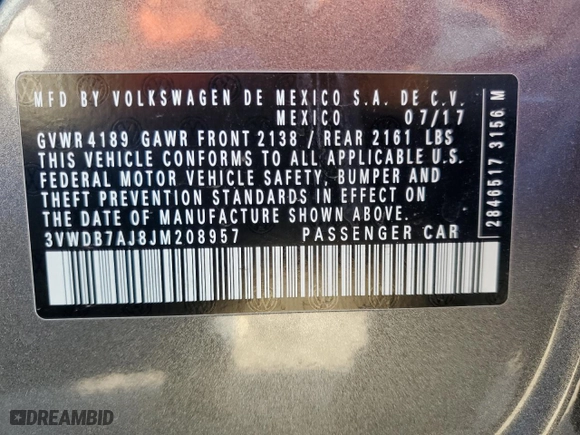 MFD BY VOLKSWAGEN DE MEXICO S.A. DE C.V.
MEXICO 07/17
GVWR 4189 GAWR FRONT 2138 / REAR 2161 LBS
THIS VEHICLE CONFORMS TO ALL APPLICABLE U.S.
FEDERAL MOTOR VEHICLE SAFETY, BUMPER AND
THEFT PREVENTION STANDARDS IN EFFECT ON
THE DATE OF MANUFACTURE SHOWN ABOVE.
3VWDB7AJ8JM208957 PASSENGER CAR
2846517 3156 M
DREAMBID